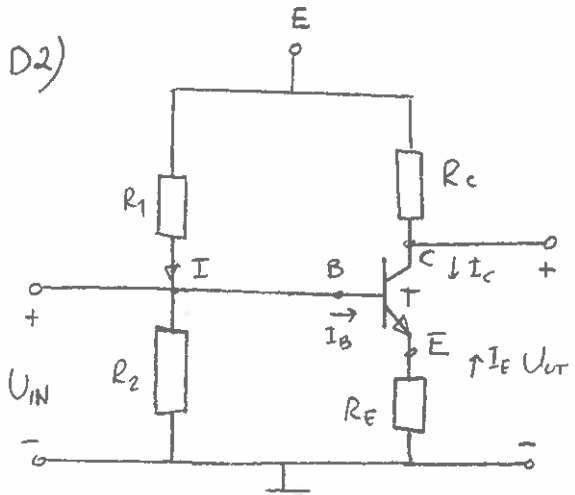 E
D2)
R1
Rc
I
B
C
IC
+
+
T
IB
E
R2
IE UUT
UIN
RE
-
-